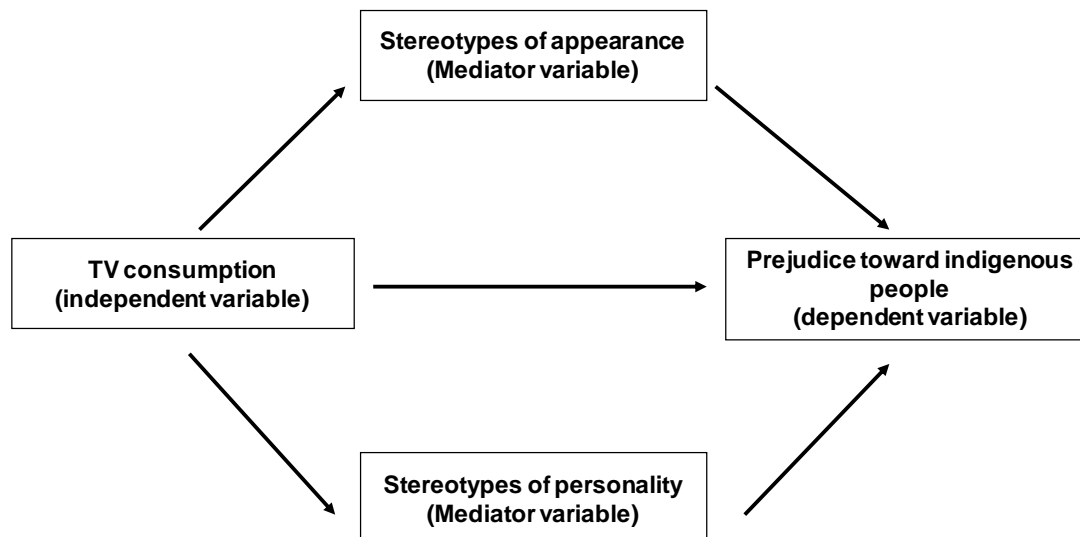 Stereotypes of appearance
(Mediator variable)
TV consumption
(independent variable)
Prejudice toward indigenous
people
(dependent variable)
Stereotypes of personality
(Mediator variable)